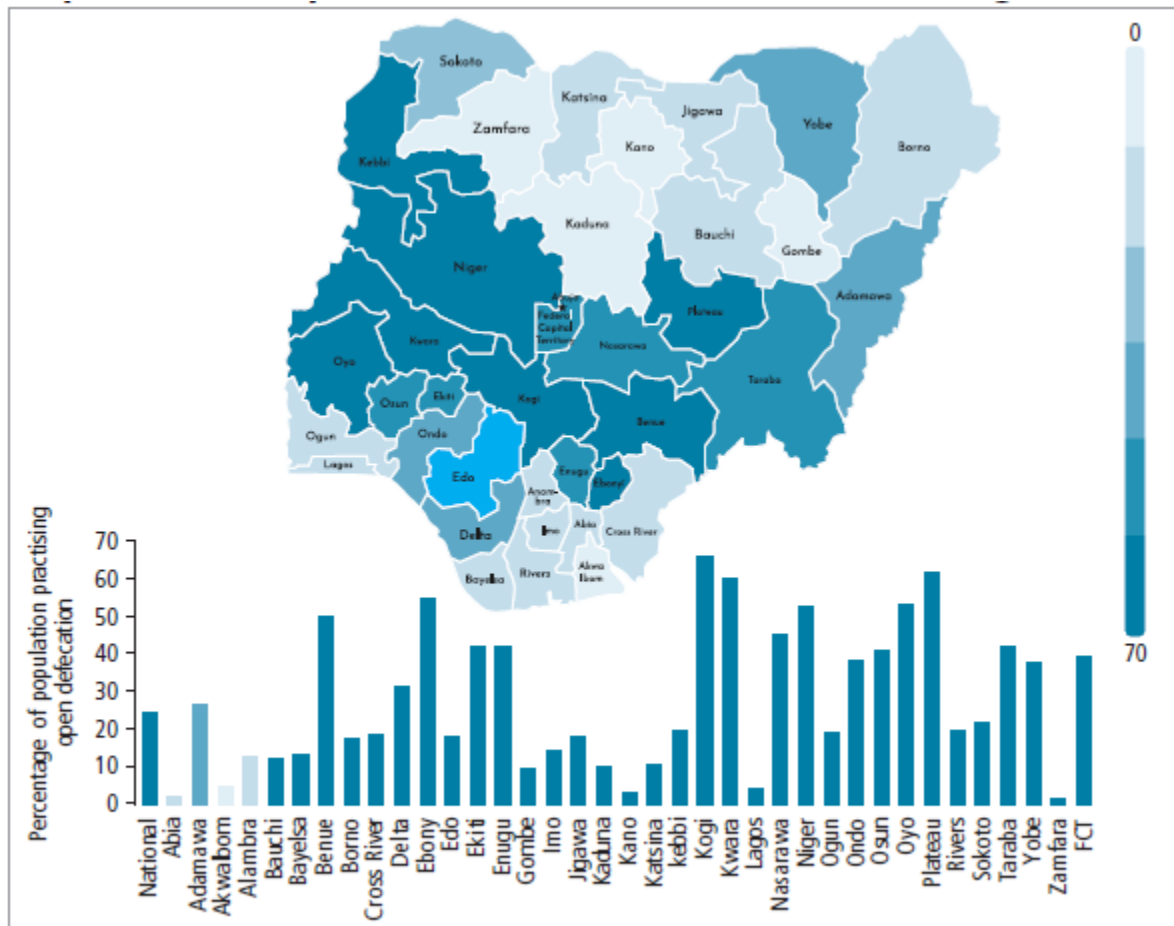 0
Sokoto
Katsina
Jigawa
Yobe
Zamfara
Kano
Borno
Kebbi
Kaduna
Bauchi
Gombe
Niger
Adamawa
Abuja
Federal
Capital
Territory
Plateau
Kwara
Nasarawa
Oyo
Taraba
Ekiti
Kogi
Osun
Benue
Ogun
Ondo
Lagos
Edo
Enugu
Ebonyi
Anam-
bra
Imo
Abia
Cross River
Delta
Bayelsa
Rivers
Akwa
Ibom
70
Percentage of population practising
open defecation
70
60
50
40
30
20
10
0
National
Abia
Adamawa
Akwalbom
Alambra
Bauchi
Bayelsa
Benue
Borno
Cross River
Delta
Ebony
Edo
Ekiti
Enugu
Gombe
Imo
Jigawa
Kaduna
Kano
Katsina
kebbi
Kogi
Kwara
Lagos
Nasarawa
Niger
Ogun
Ondo
Osun
Oyo
Plateau
Rivers
Sokoto
Taraba
Yobe
Zamfara
FCT